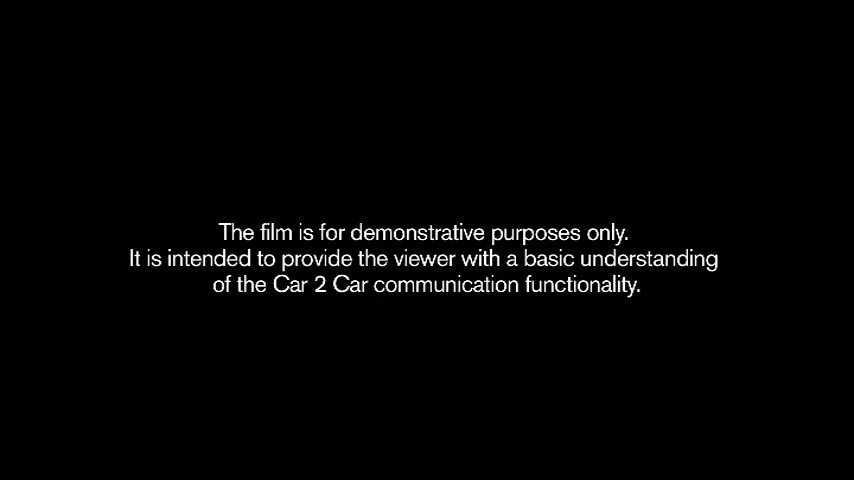 The film is for demonstrative purposes only.
It is intended to provide the viewer with a basic understanding
of the Car 2 Car communication functionality.